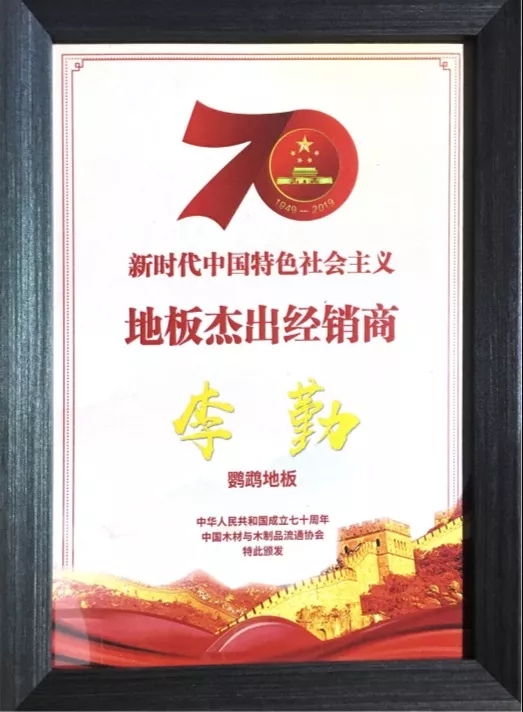 70
1949-2019
新时代中国特色社会主义
地板杰出经销商
李勤
鹦鹉地板
中华人民共和国成立七十周年
中国木材与木制品流通协会
特此颁发